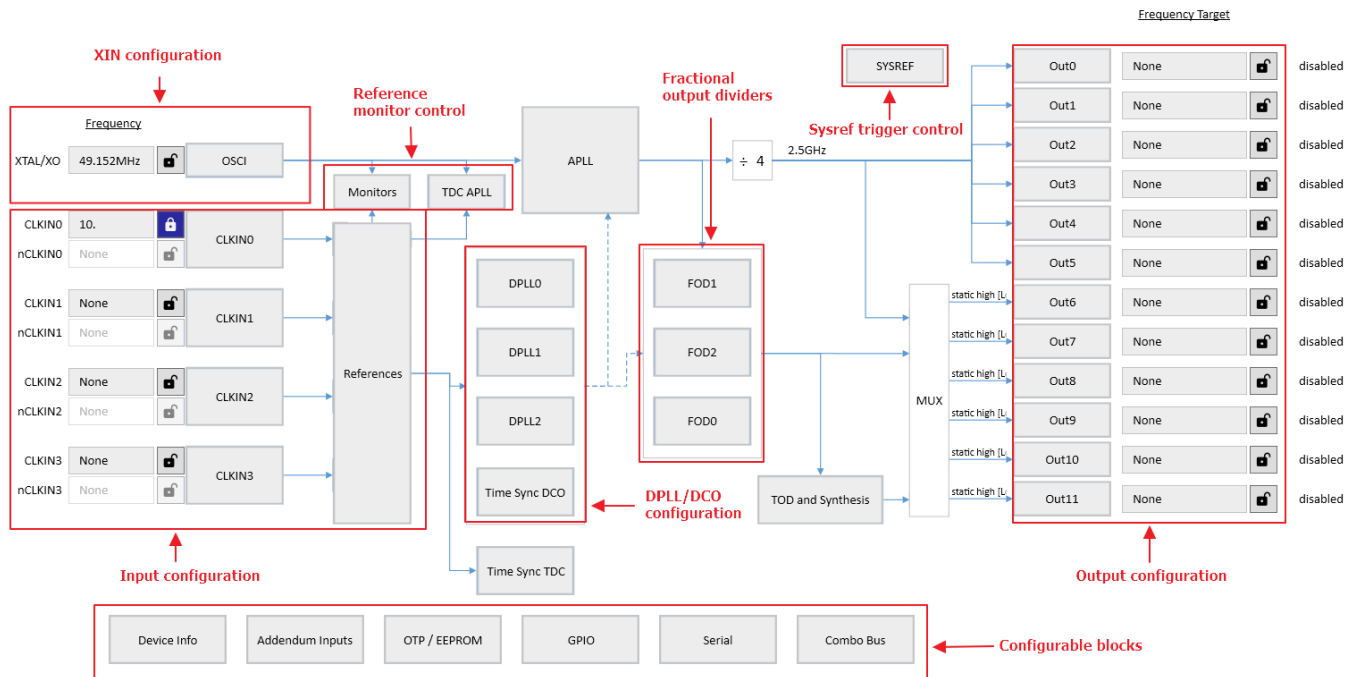 Frequency Target
XIN configuration
Reference
monitor control
Fractional
output dividers
SYSREF
Sysref trigger control
Frequency
XTAL/XO 49.152MHz OSCI
Monitors
TDC APLL
APLL
÷ 4
2.5GHz
CLKIN0 10.
nCLKIN0 None
CLKIN0
CLKIN1 None
nCLKIN1 None
CLKIN1
CLKIN2 None
nCLKIN2 None
CLKIN2
CLKIN3 None
nCLKIN3 None
CLKIN3
References
Input configuration
DPLL0
DPLL1
DPLL2
Time Sync DCO
DPLL/DCO
configuration
Time Sync TDC
FOD1
FOD2
FOD0
TOD and Synthesis
MUX
static high [L
static high [L
static high [L
static high [L
static high [L
static high [L
Out0 None disabled
Out1 None disabled
Out2 None disabled
Out3 None disabled
Out4 None disabled
Out5 None disabled
Out6 None disabled
Out7 None disabled
Out8 None disabled
Out9 None disabled
Out10 None disabled
Out11 None disabled
Output configuration
Device Info
Addendum Inputs
OTP / EEPROM
GPIO
Serial
Combo Bus
Configurable blocks